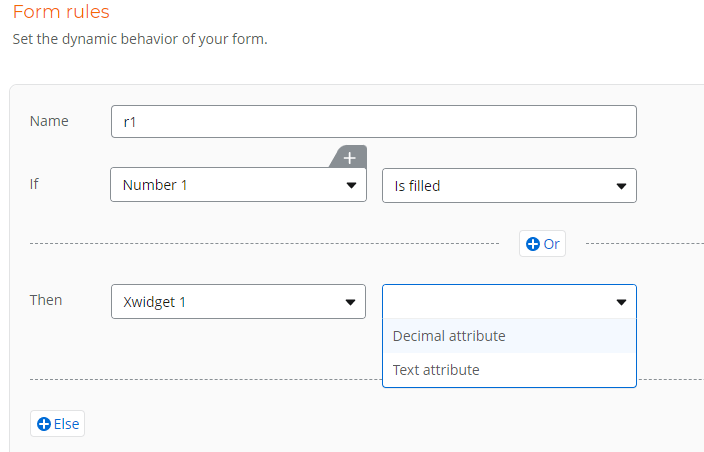 Form rules
Set the dynamic behavior of your form.
Name
r1
If
Number 1
Is filled
Or
Then
Xwidget 1
Decimal attribute
Text attribute
Else